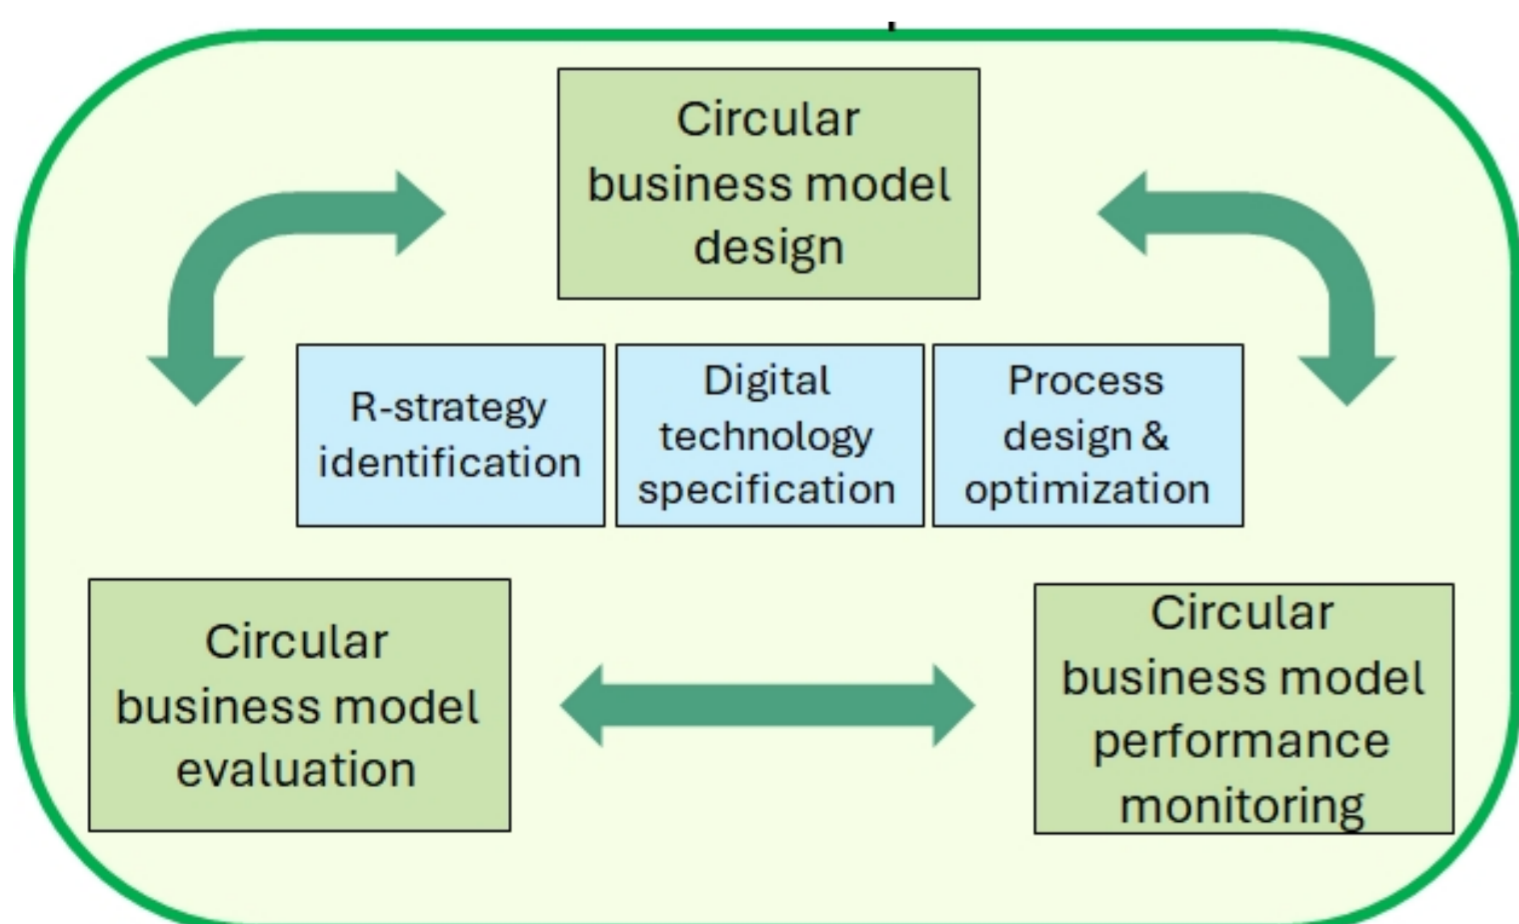 Circular
business model
design
R-strategy
identification
Digital
technology
specification
Process
design &
optimization
Circular
business model
evaluation
Circular
business model
performance
monitoring